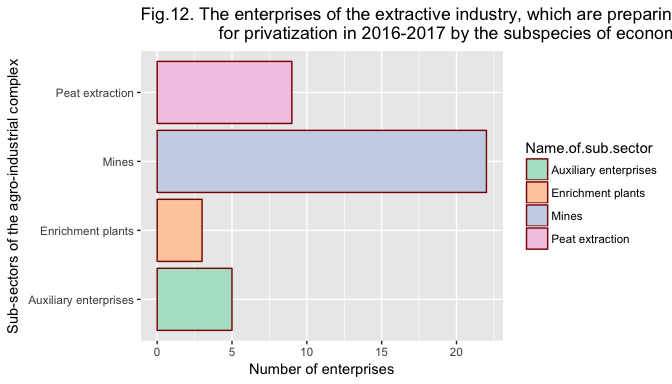 Fig.12. The enterprises of the extractive industry, which are preparin
for privatization in 2016-2017 by the subspecies of econom
Sub-sectors of the agro-industrial complex
Peat extraction
Mines
Enrichment plants
Auxiliary enterprises
0 5 10 15 20
Number of enterprises
Name.of.sub.sector
Auxiliary enterprises
Enrichment plants
Mines
Peat extraction